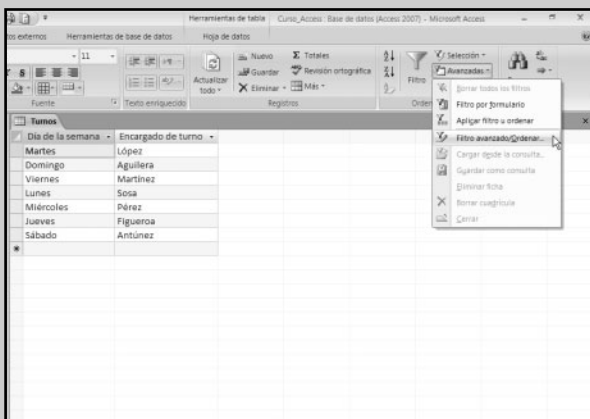 Herramientas de tabla Curso_Access : Base de datos (Access 2007) - Microsoft Access
tos externos Herramientas de base de datos Hoja de datos
11
Fuente
Texto enriquecido
Actualizar todo
Nuevo
Guardar
Eliminar
Totales
Revisión ortográfica
Más
Registros
Filtro
Selección
Avanzadas
Orden
Borrar todos los filtros
Filtro por formulario
Aplicar filtro u ordenar
Filtro avanzado/Ordenar...
Cargar desde la consulta...
Guardar como consulta
Eliminar ficha
Borrar cuadrícula
Cerrar
Turnos
Día de la semana Encargado de turno
Martes López
Domingo Aguilera
Viernes Martínez
Lunes Sosa
Miércoles Pérez
Jueves Figueroa
Sábado Antúnez